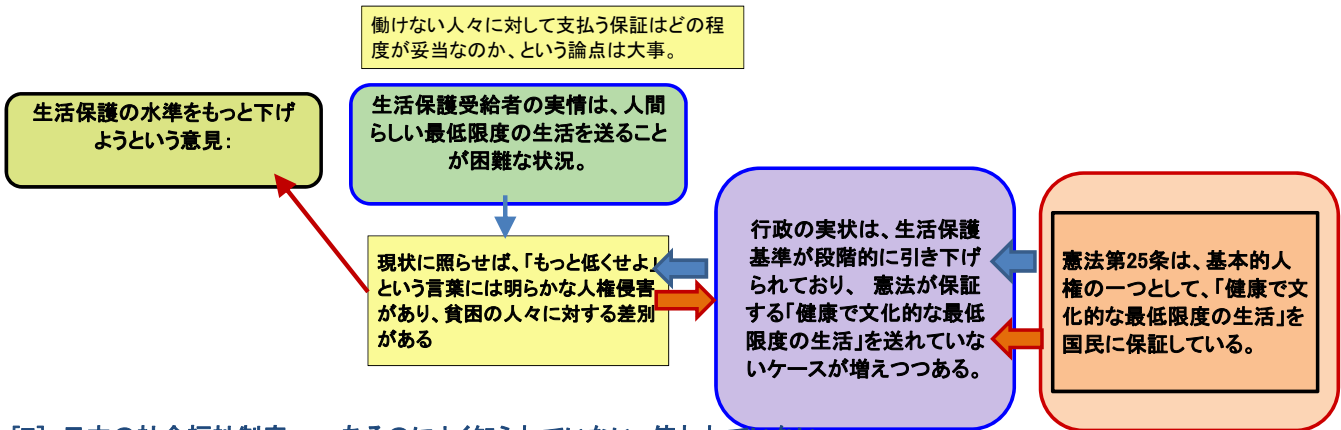 働けない人々に対して支払う保証はどの程
度が妥当なのか、という論点は大事。
生活保護の水準をもっと下げ
ようという意見：
生活保護受給者の実情は、人間
らしい最低限度の生活を送ること
が困難な状況。
現状に照らせば、「もっと低くせよ」
という言葉には明らかな人権侵害
があり、貧困の人々に対する差別
がある
行政の実状は、生活保護
基準が段階的に引き下げ
られており、 憲法が保証
する「健康で文化的な最低
限度の生活」を送れていな
いケースが増えつつある。
憲法第25条は、基本的人
権の一つとして、「健康で文
化的な最低限度の生活」を
国民に保証している。